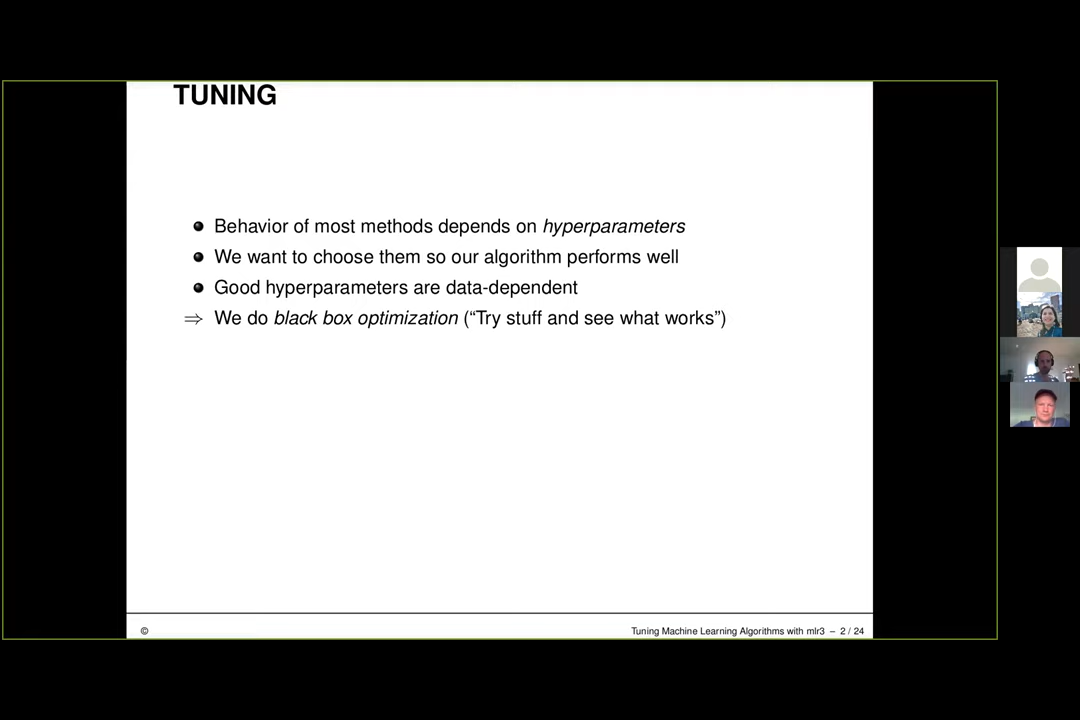 TUNING
Behavior of most methods depends on hyperparameters
We want to choose them so our algorithm performs well
Good hyperparameters are data-dependent
⇒ We do black box optimization (“Try stuff and see what works”)
© Tuning Machine Learning Algorithms with mlr3 – 2 / 24